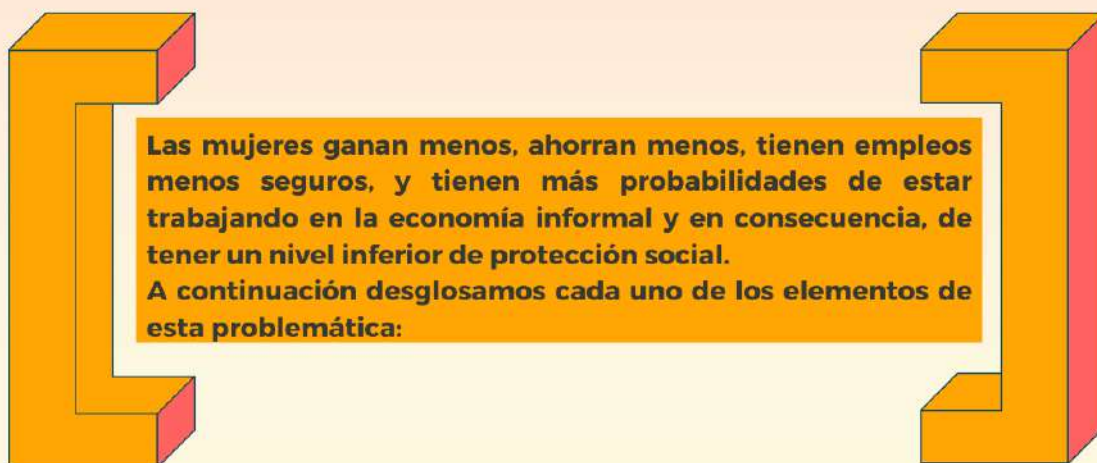 Las mujeres ganan menos, ahorran menos, tienen empleos
menos seguros, y tienen más probabilidades de estar
trabajando en la economía informal y en consecuencia, de
tener un nivel inferior de protección social.
A continuación desglosamos cada uno de los elementos de
esta problemática: